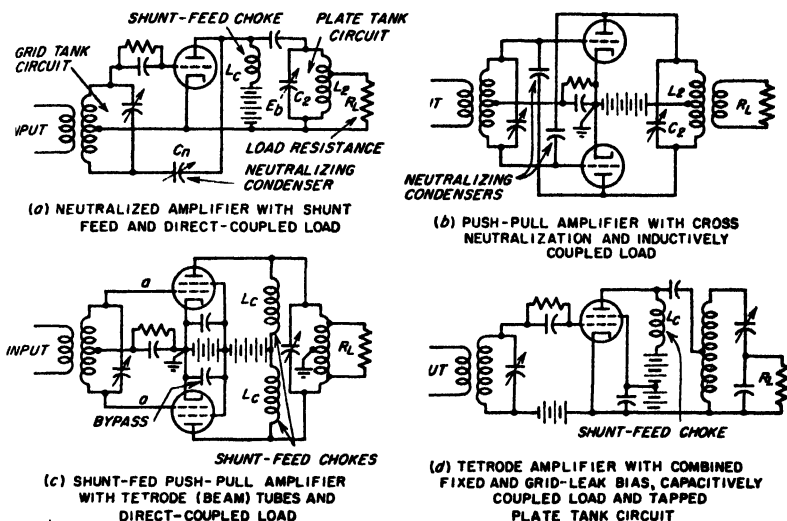 SHUNT-FEED CHOKE
PLATE TANK
CIRCUIT
GRID TANK
CIRCUIT
Lc
Eb
C2
L2
RL
INPUT
LOAD RESISTANCE
Cn
NEUTRALIZING
CONDENSER
(a) NEUTRALIZED AMPLIFIER WITH SHUNT
FEED AND DIRECT-COUPLED LOAD
UT
L2
RL
C2
NEUTRALIZING
CONDENSERS
(b) PUSH-PULL AMPLIFIER WITH CROSS
NEUTRALIZATION AND INDUCTIVELY
COUPLED LOAD
a
Lc
INPUT
RL
a
Lc
BYPASS
SHUNT-FEED CHOKES
(c) SHUNT-FED PUSH-PULL AMPLIFIER
WITH TETRODE (BEAM) TUBES AND
DIRECT-COUPLED LOAD
Lc
UT
RL
SHUNT-FEED CHOKE
(d) TETRODE AMPLIFIER WITH COMBINED
FIXED AND GRID-LEAK BIAS, CAPACITIVELY
COUPLED LOAD AND TAPPED
PLATE TANK CIRCUIT